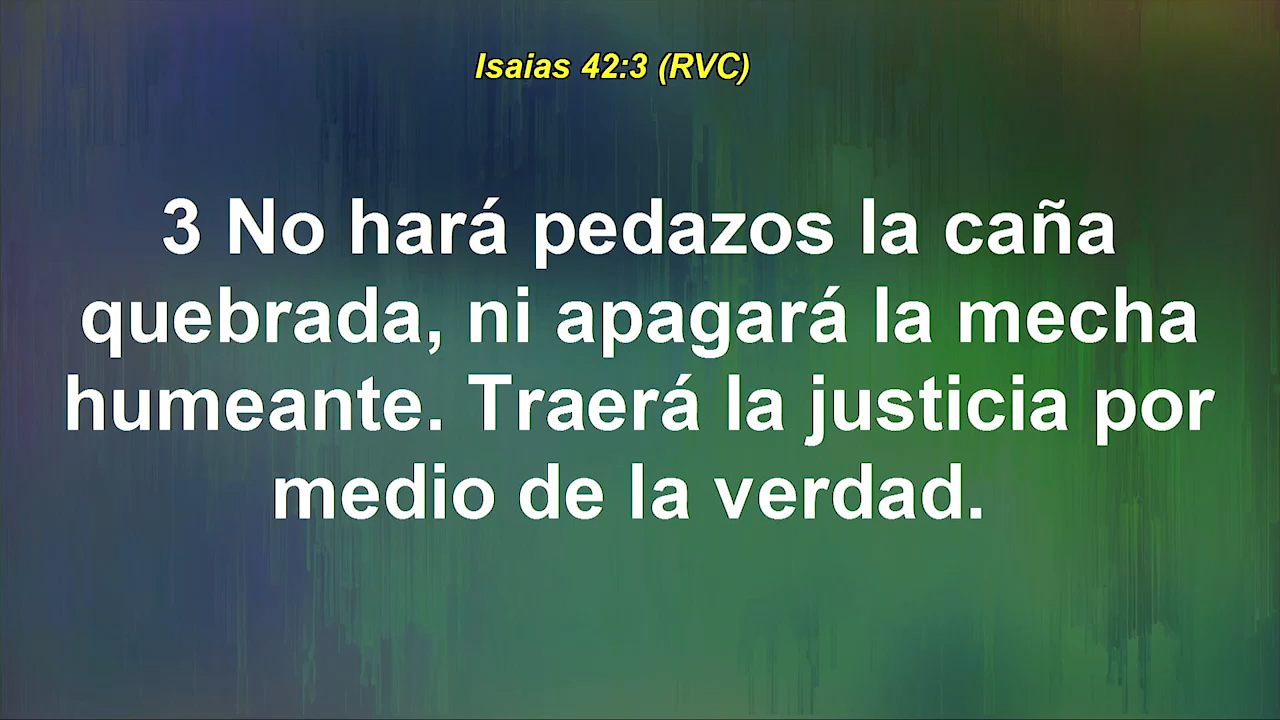 Isaias 42:3 (RVC)
3 No hará pedazos la caña
quebrada, ni apagará la mecha
humeante. Traerá la justicia por
medio de la verdad.